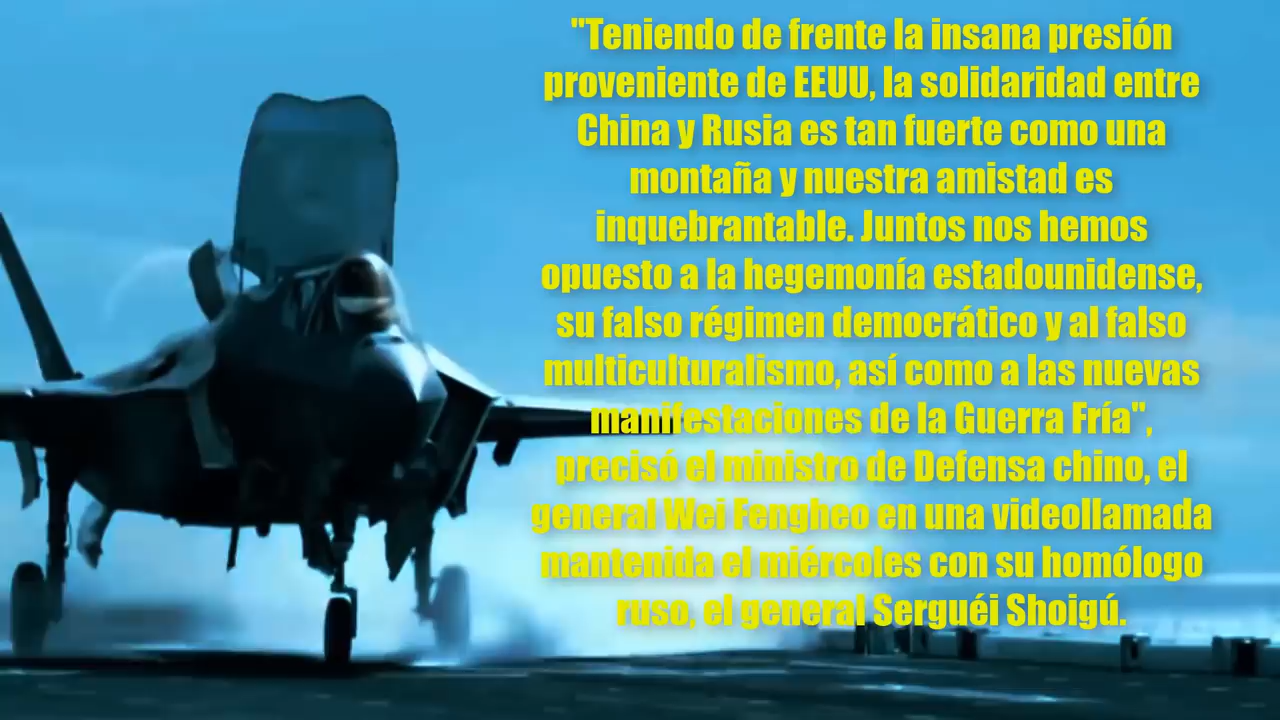 "Teniendo de frente la insana presión
proveniente de EEUU, la solidaridad entre
China y Rusia es tan fuerte como una
montaña y nuestra amistad es
inquebrantable. Juntos nos hemos
opuesto a la hegemonía estadounidense,
su falso régimen democrático y al falso
multiculturalismo, así como a las nuevas
manifestaciones de la Guerra Fría",
precisó el ministro de Defensa chino, el
general Wei Fengheo en una videollamada
mantenida el miércoles con su homólogo
ruso, el general Serguéi Shoigú.